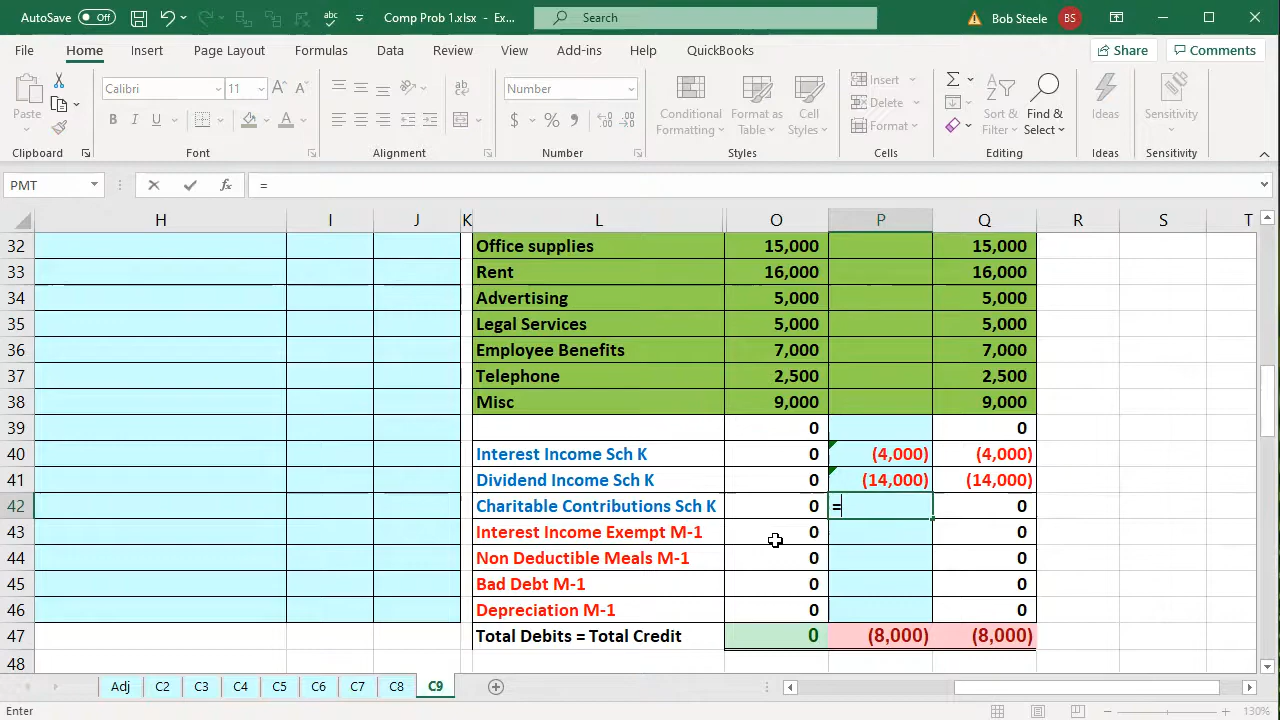 AutoSave Off Comp Prob 1.xlsx - Ex... Search Bob Steele BS
File Home Insert Page Layout Formulas Data Review View Add-ins Help QuickBooks Share Comments
Paste Calibri 11 A A ab Number Conditional Formatting Format as Table Cell Styles Insert Delete Format Sort & Filter Find & Select Ideas Sensitivity
B I U A $ % 9
Clipboard Font Alignment Number Styles Cells Editing Ideas Sensitivity
PMT fx =
H I J K L O P Q R S T
32 Office supplies 15,000 15,000
33 Rent 16,000 16,000
34 Advertising 5,000 5,000
35 Legal Services 5,000 5,000
36 Employee Benefits 7,000 7,000
37 Telephone 2,500 2,500
38 Misc 9,000 9,000
39 0 0
40 Interest Income Sch K 0 (4,000) (4,000)
41 Dividend Income Sch K 0 (14,000) (14,000)
42 Charitable Contributions Sch K 0 = 0
43 Interest Income Exempt M-1 0 0
44 Non Deductible Meals M-1 0 0
45 Bad Debt M-1 0 0
46 Depreciation M-1 0 0
47 Total Debits = Total Credit 0 (8,000) (8,000)
48
Adj C2 C3 C4 C5 C6 C7 C8 C9
Enter 130%